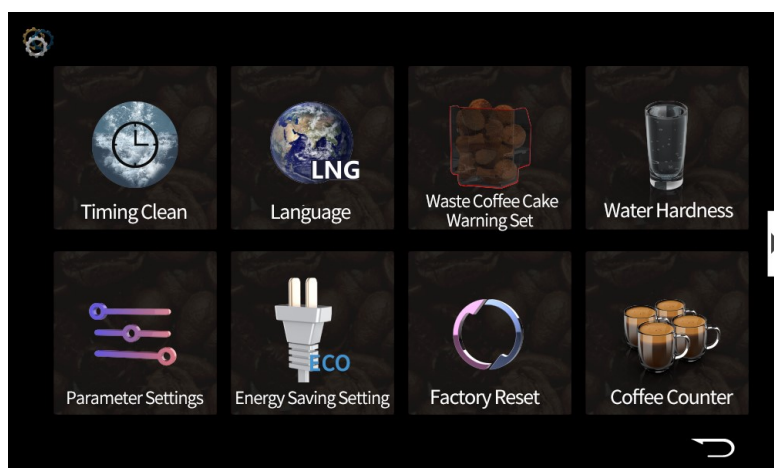 LNG
Timing Clean
Language
Waste Coffee Cake
Warning Set
Water Hardness
ECO
Parameter Settings
Energy Saving Setting
Factory Reset
Coffee Counter